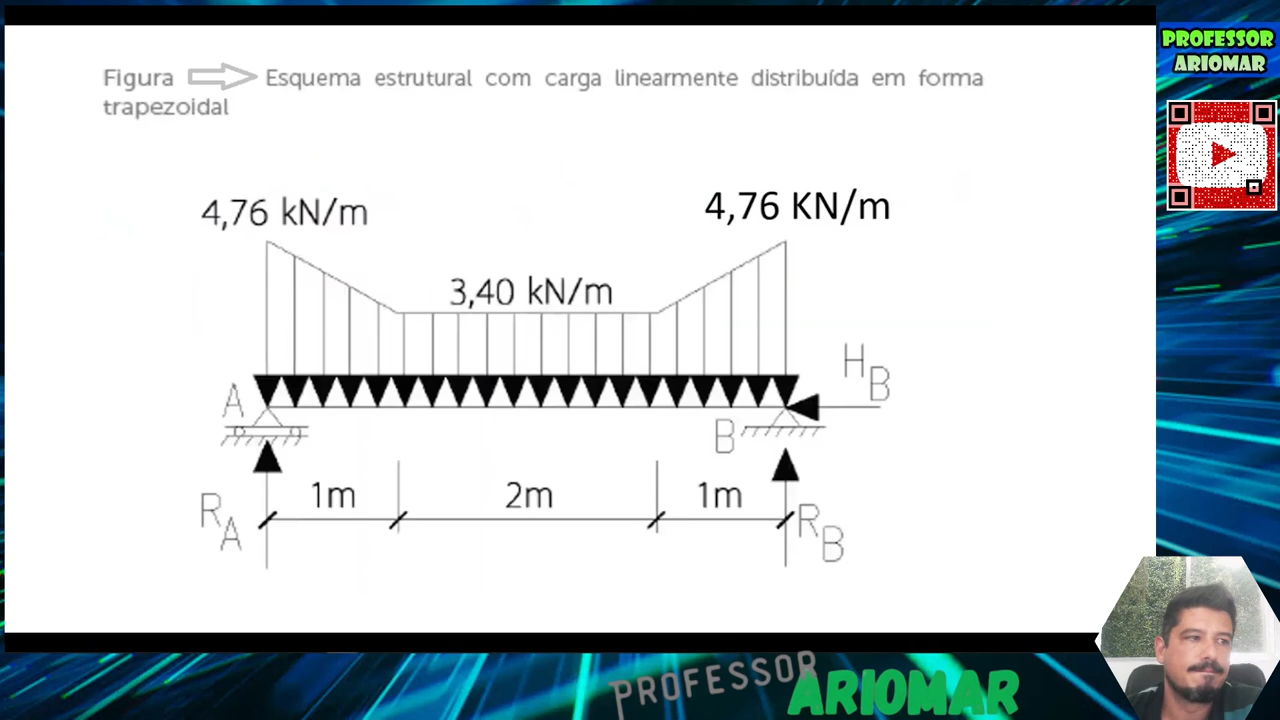 PROFESSOR
ARIOMAR
Figura Esquema estrutural com carga linearmente distribuída em forma
trapezoidal
4,76 kN/m
4,76 KN/m
3,40 kN/m
H B
A
B
1m
2m
1m
R A
R B
PROFESSOR
ARIOMAR